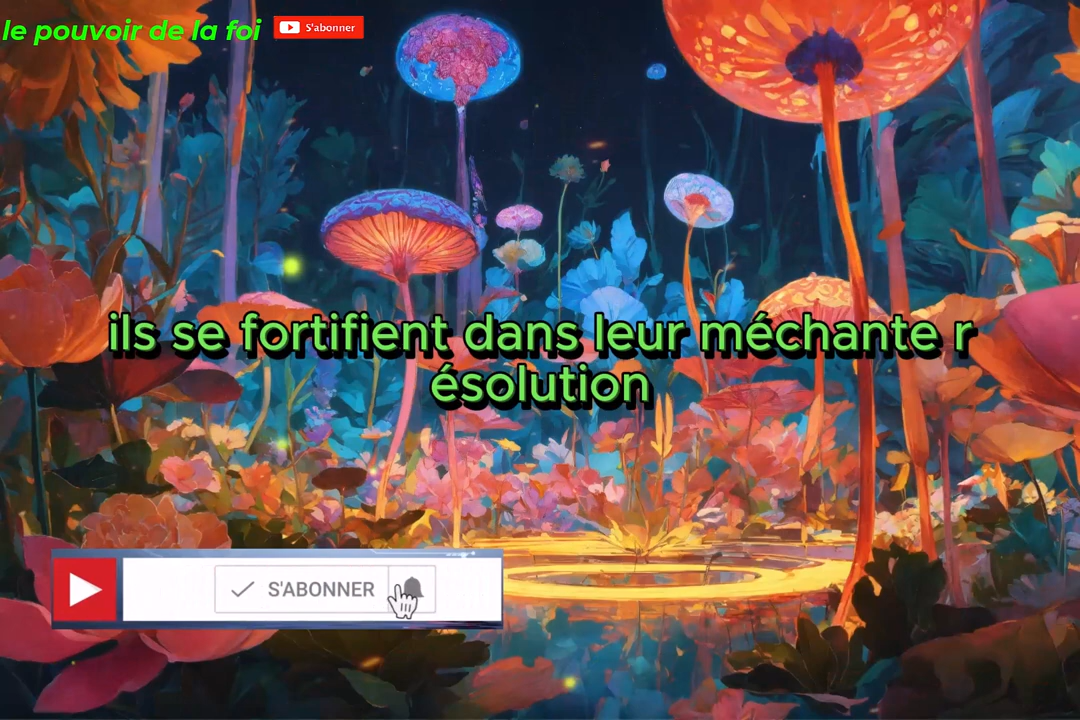 le pouvoir de la foi S'abonner
ils se fortifient dans leur méchante r
ésolution
S'ABONNER